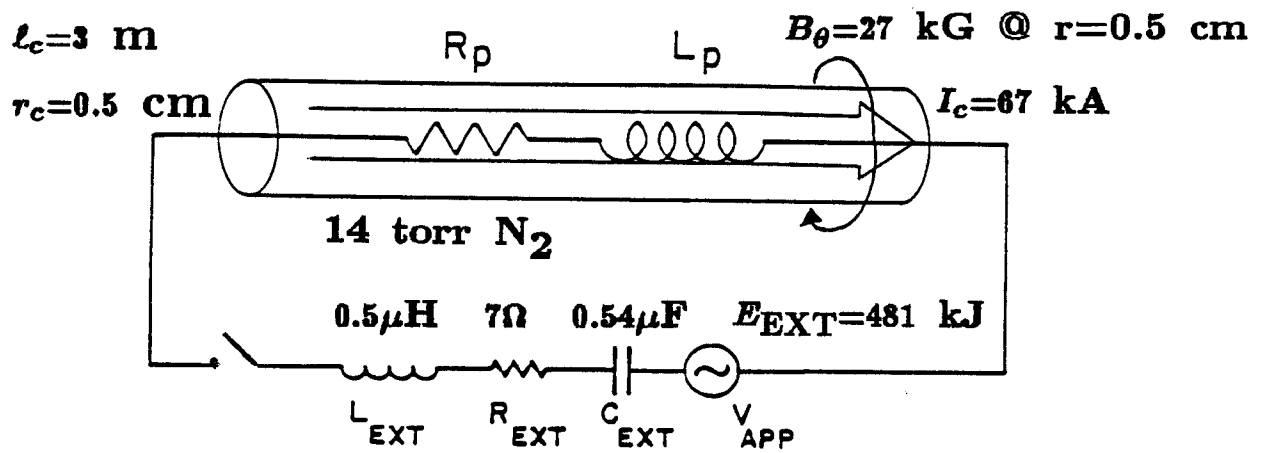 ℓc=3 m
rc=0.5 cm
Rp
Lp
Bθ=27 kG @ r=0.5 cm
Ic=67 kA
14 torr N2
0.5μH 7Ω 0.54μF EEXT=481 kJ
LEXT REXT CEXT VAPP